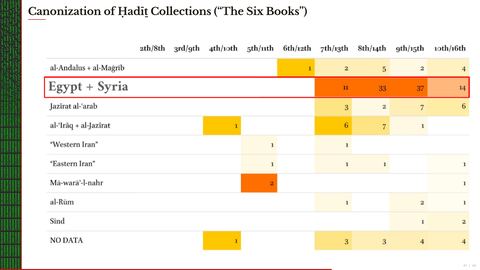 Canonization of Ḥadīṯ Collections (“The Six Books”)
2th/8th 3rd/9th 4th/10th 5th/11th 6th/12th 7th/13th 8th/14th 9th/15th 10th/16th
al-Andalus + al-Maġrib 1 2 5 2 4
Egypt + Syria 11 33 37 14
Jazīrat al-ʿarab 3 2 7 6
al-ʿIrāq + al-Jazīrat 1 6 7 1
“Western Iran” 1 1
“Eastern Iran” 1 1 1 1
Mā-warāʾ-l-nahr 2 1
al-Rūm 1 2 1
Sind 1 2
NO DATA 1 3 3 4 4